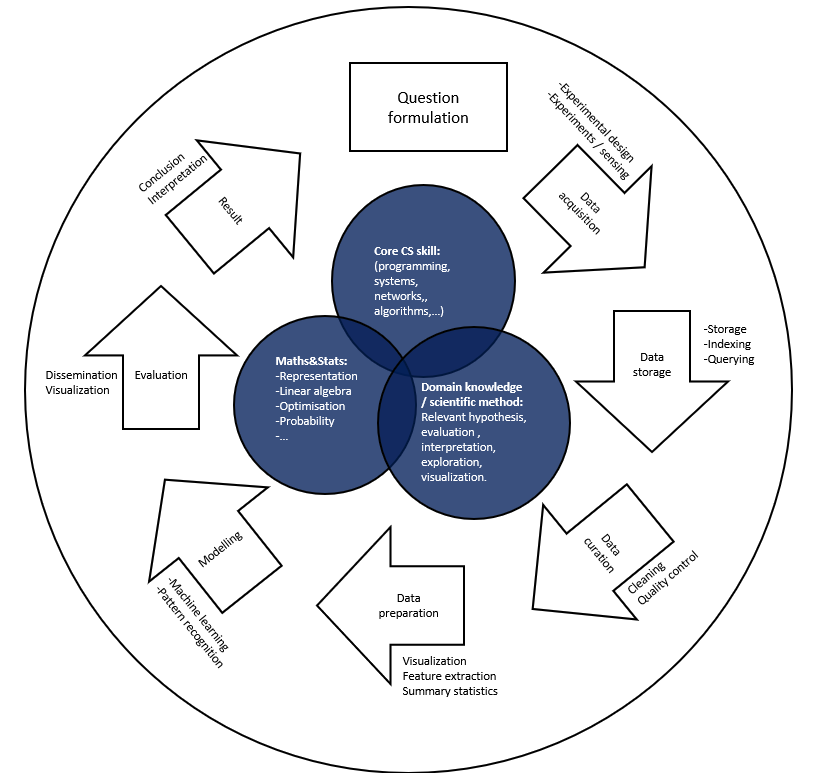 Question
formulation
-Experimental design
-Experiments / sensing
Data
acquisition
-Storage
-Indexing
-Querying
Data
storage
Data
curation
Cleaning
Quality control
Data
preparation
Visualization
Feature extraction
Summary statistics
Modelling
-Machine learning
-Pattern recognition
Evaluation
Dissemination
Visualization
Result
Conclusion
Interpretation
Core CS skill:
(programming,
systems,
networks,,
algorithms,...)
Maths&Stats:
-Representation
-Linear algebra
-Optimisation
-Probability
-...
Domain knowledge
/ scientific method:
Relevant hypothesis,
evaluation ,
interpretation,
exploration,
visualization.